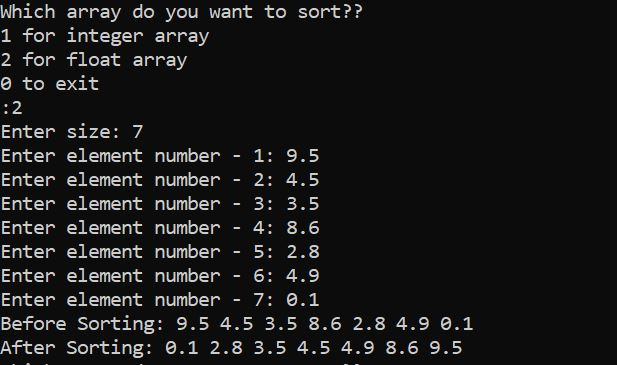 Which array do you want to sort??
1 for integer array
2 for float array
0 to exit
:2
Enter size: 7
Enter element number - 1: 9.5
Enter element number - 2: 4.5
Enter element number - 3: 3.5
Enter element number - 4: 8.6
Enter element number - 5: 2.8
Enter element number - 6: 4.9
Enter element number - 7: 0.1
Before Sorting: 9.5 4.5 3.5 8.6 2.8 4.9 0.1
After Sorting: 0.1 2.8 3.5 4.5 4.9 8.6 9.5